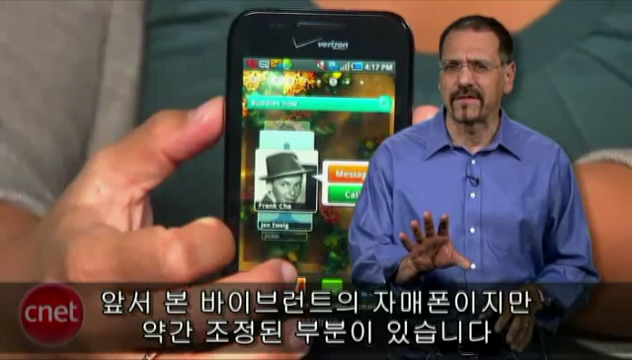 verizon
4:17 PM
Buddies now
Message
Call
Frank Cha
Jen Zweig
cnet
앞서 본 바이브런트의 자매폰이지만
약간 조정된 부분이 있습니다